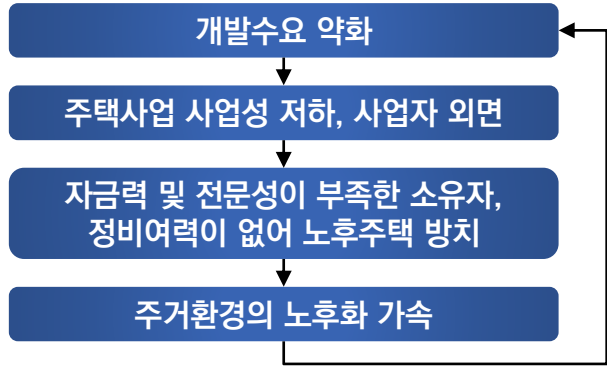 개발수요 약화
주택사업 사업성 저하, 사업자 외면
자금력 및 전문성이 부족한 소유자,
정비여력이 없어 노후주택 방치
주거환경의 노후화 가속